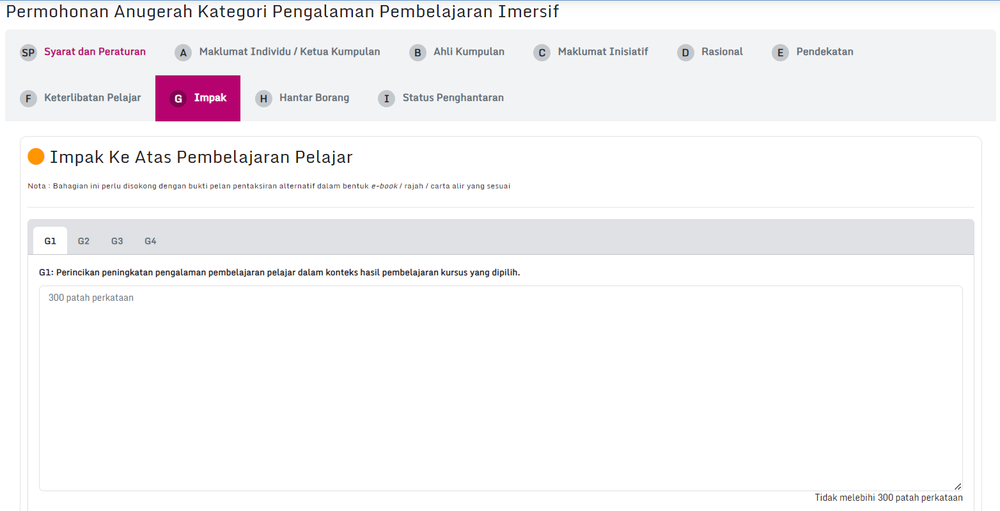 Permohonan Anugerah Kategori Pengalaman Pembelajaran Imersif
SP Syarat dan Peraturan A Maklumat Individu / Ketua Kumpulan B Ahli Kumpulan C Maklumat Inisiatif D Rasional E Pendekatan
F Keterlibatan Pelajar G Impak H Hantar Borang I Status Penghantaran
Impak Ke Atas Pembelajaran Pelajar
Nota : Bahagian ini perlu disokong dengan bukti pelan pentaksiran alternatif dalam bentuk e-book / rajah / carta alir yang sesuai
G1 G2 G3 G4
G1: Perincikan peningkatan pengalaman pembelajaran pelajar dalam konteks hasil pembelajaran kursus yang dipilih.
300 patah perkataan
Tidak melebihi 300 patah perkataan